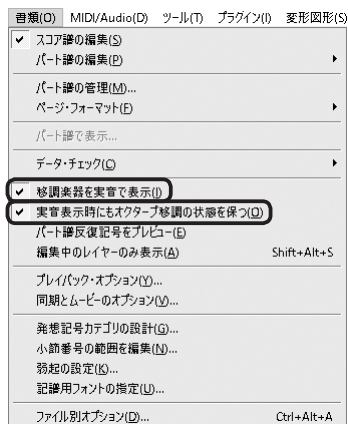 書類(O) MIDI/Audio(D) ツール(T) プラグイン(I) 変形図形(S)
✓ スコア譜の編集(S)
パート譜の編集(P)
パート譜の管理(M)...
ページ・フォーマット(F)
パート譜で表示...
データ・チェック(C)
✓ 移調楽器を実音で表示(I)
✓ 実音表示時にもオクターブ移調の状態を保つ(O)
パート譜反復記号をプレビュー(E)
編集中のレイヤーのみ表示(A) Shift+Alt+S
プレイバック・オプション(Y)...
同期とムービーのオプション(V)...
発想記号カテゴリの設計(G)...
小節番号の範囲を編集(N)...
弱起の設定(K)...
記譜用フォントの指定(U)...
ファイル別オプション(D)... Ctrl+Alt+A